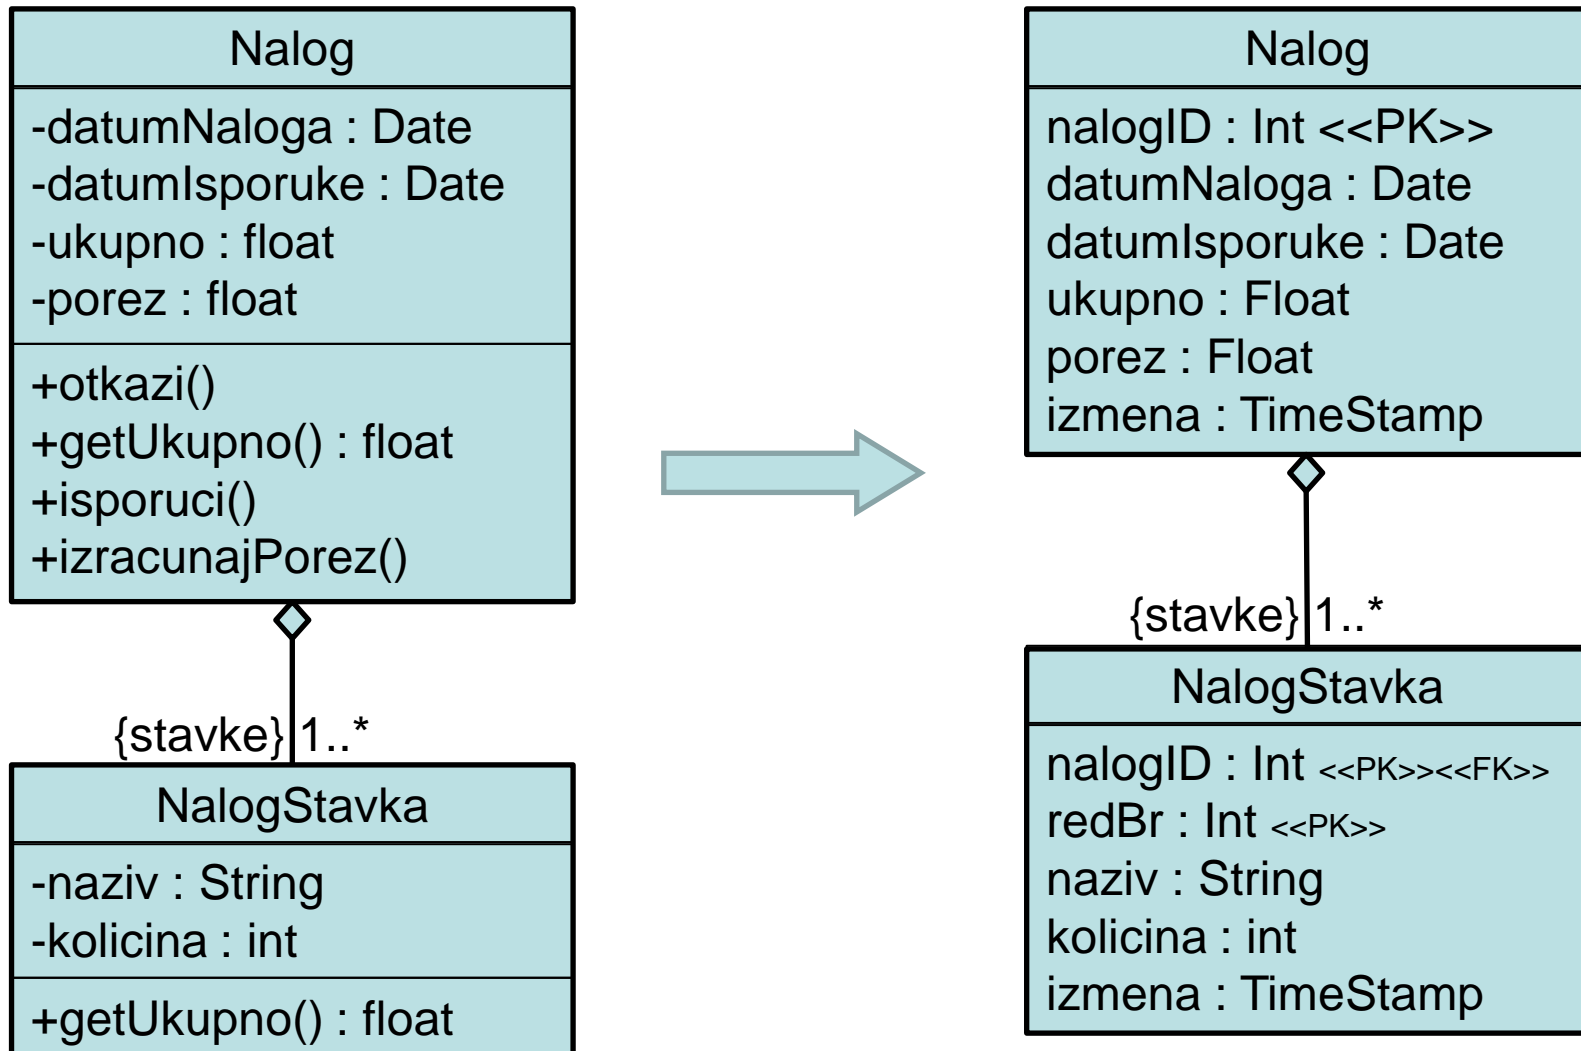 Nalog
-datumNaloga : Date
-datumIsporuke : Date
-ukupno : float
-porez : float
+otkazi()
+getUkupno() : float
+isporuci()
+izracunajPorez()
{stavke} 1..*
NalogStavka
-naziv : String
-kolicina : int
+getUkupno() : float
Nalog
nalogID : Int <<PK>>
datumNaloga : Date
datumIsporuke : Date
ukupno : Float
porez : Float
izmena : TimeStamp
{stavke} 1..*
NalogStavka
nalogID : Int <<PK>><<FK>>
redBr : Int <<PK>>
naziv : String
kolicina : int
izmena : TimeStamp